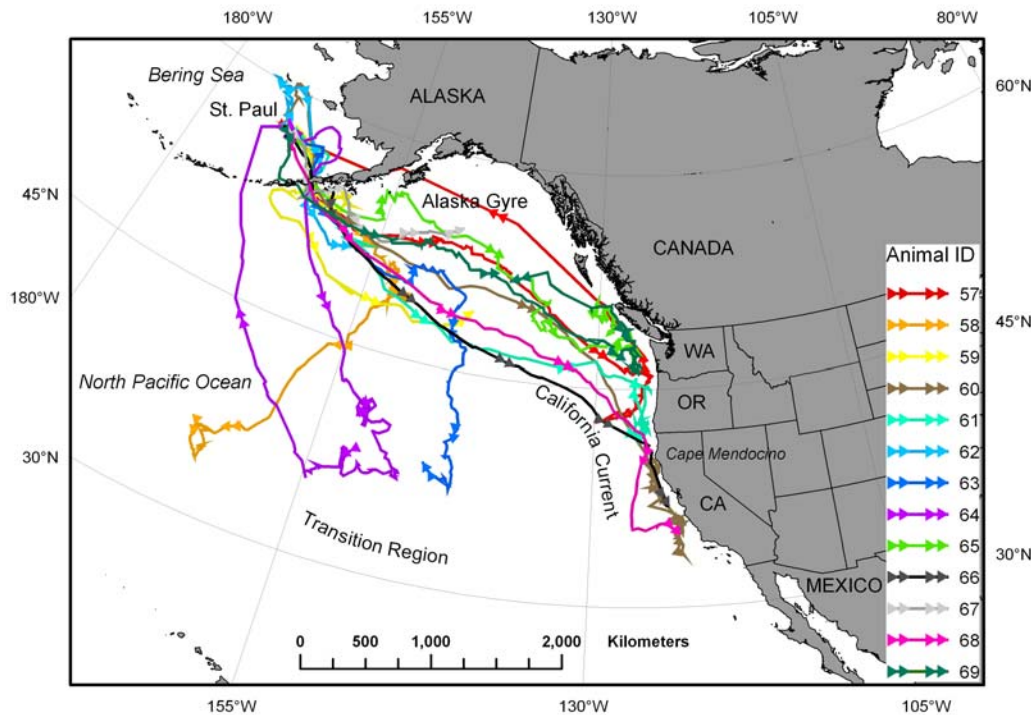 180°W 155°W 130°W 105°W 80°W
Bering Sea
60°N
ALASKA
St. Paul
45°N
Alaska Gyre
CANADA
Animal ID
180°W
57
45°N
58
WA
59
North Pacific Ocean
OR
60
61
California Current
Cape Mendocino
62
30°N
63
CA
64
Transition Region
65
30°N
66
MEXICO
67
0 500 1,000 2,000 Kilometers
68
69
155°W 130°W 105°W